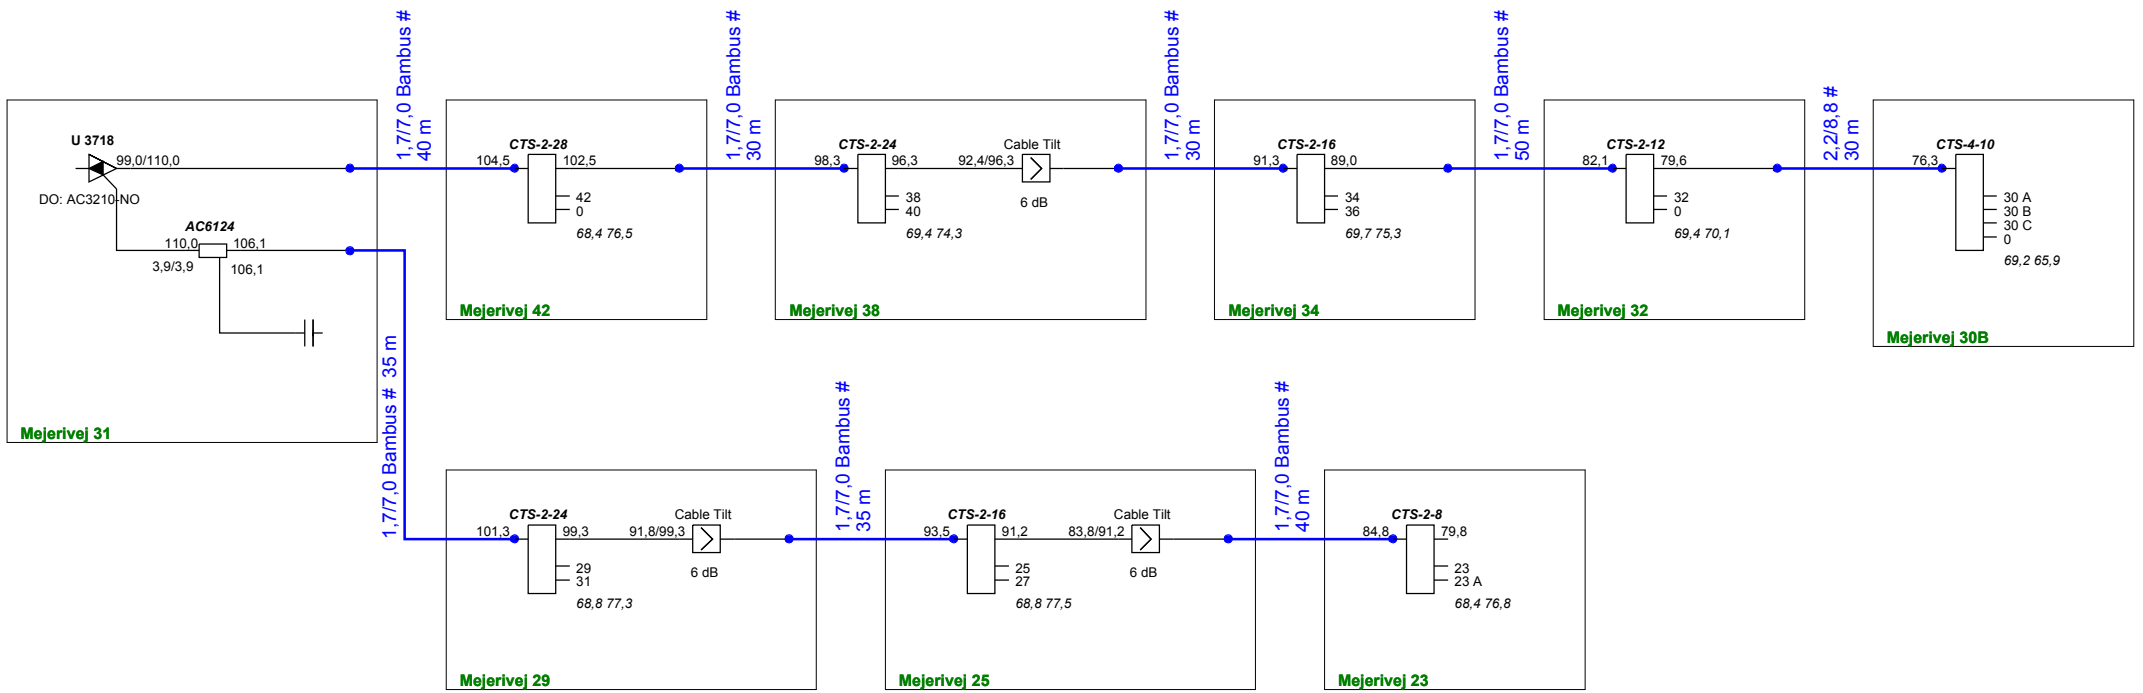 U 3718
99,0/110,0
DO: AC3210-NO
AC6124
110,0
106,1
3,9/3,9
106,1
Mejerivej 31
1,7/7,0 Bambus #
40 m
CTS-2-28
104,5
102,5
42
0
68,4 76,5
Mejerivej 42
1,7/7,0 Bambus #
30 m
CTS-2-24
98,3
96,3
92,4/96,3
Cable Tilt
6 dB
38
40
69,4 74,3
Mejerivej 38
1,7/7,0 Bambus #
30 m
CTS-2-16
91,3
89,0
34
36
69,7 75,3
Mejerivej 34
1,7/7,0 Bambus #
50 m
CTS-2-12
82,1
79,6
32
0
69,4 70,1
Mejerivej 32
2,2/8,8 #
30 m
CTS-4-10
76,3
30 A
30 B
30 C
0
69,2 65,9
Mejerivej 30B
1,7/7,0 Bambus # 35 m
CTS-2-24
101,3
99,3
91,8/99,3
Cable Tilt
6 dB
29
31
68,8 77,3
Mejerivej 29
1,7/7,0 Bambus #
35 m
CTS-2-16
93,5
91,2
83,8/91,2
Cable Tilt
6 dB
25
27
68,8 77,5
Mejerivej 25
1,7/7,0 Bambus #
40 m
CTS-2-8
84,8
79,8
23
23 A
68,4 76,8
Mejerivej 23